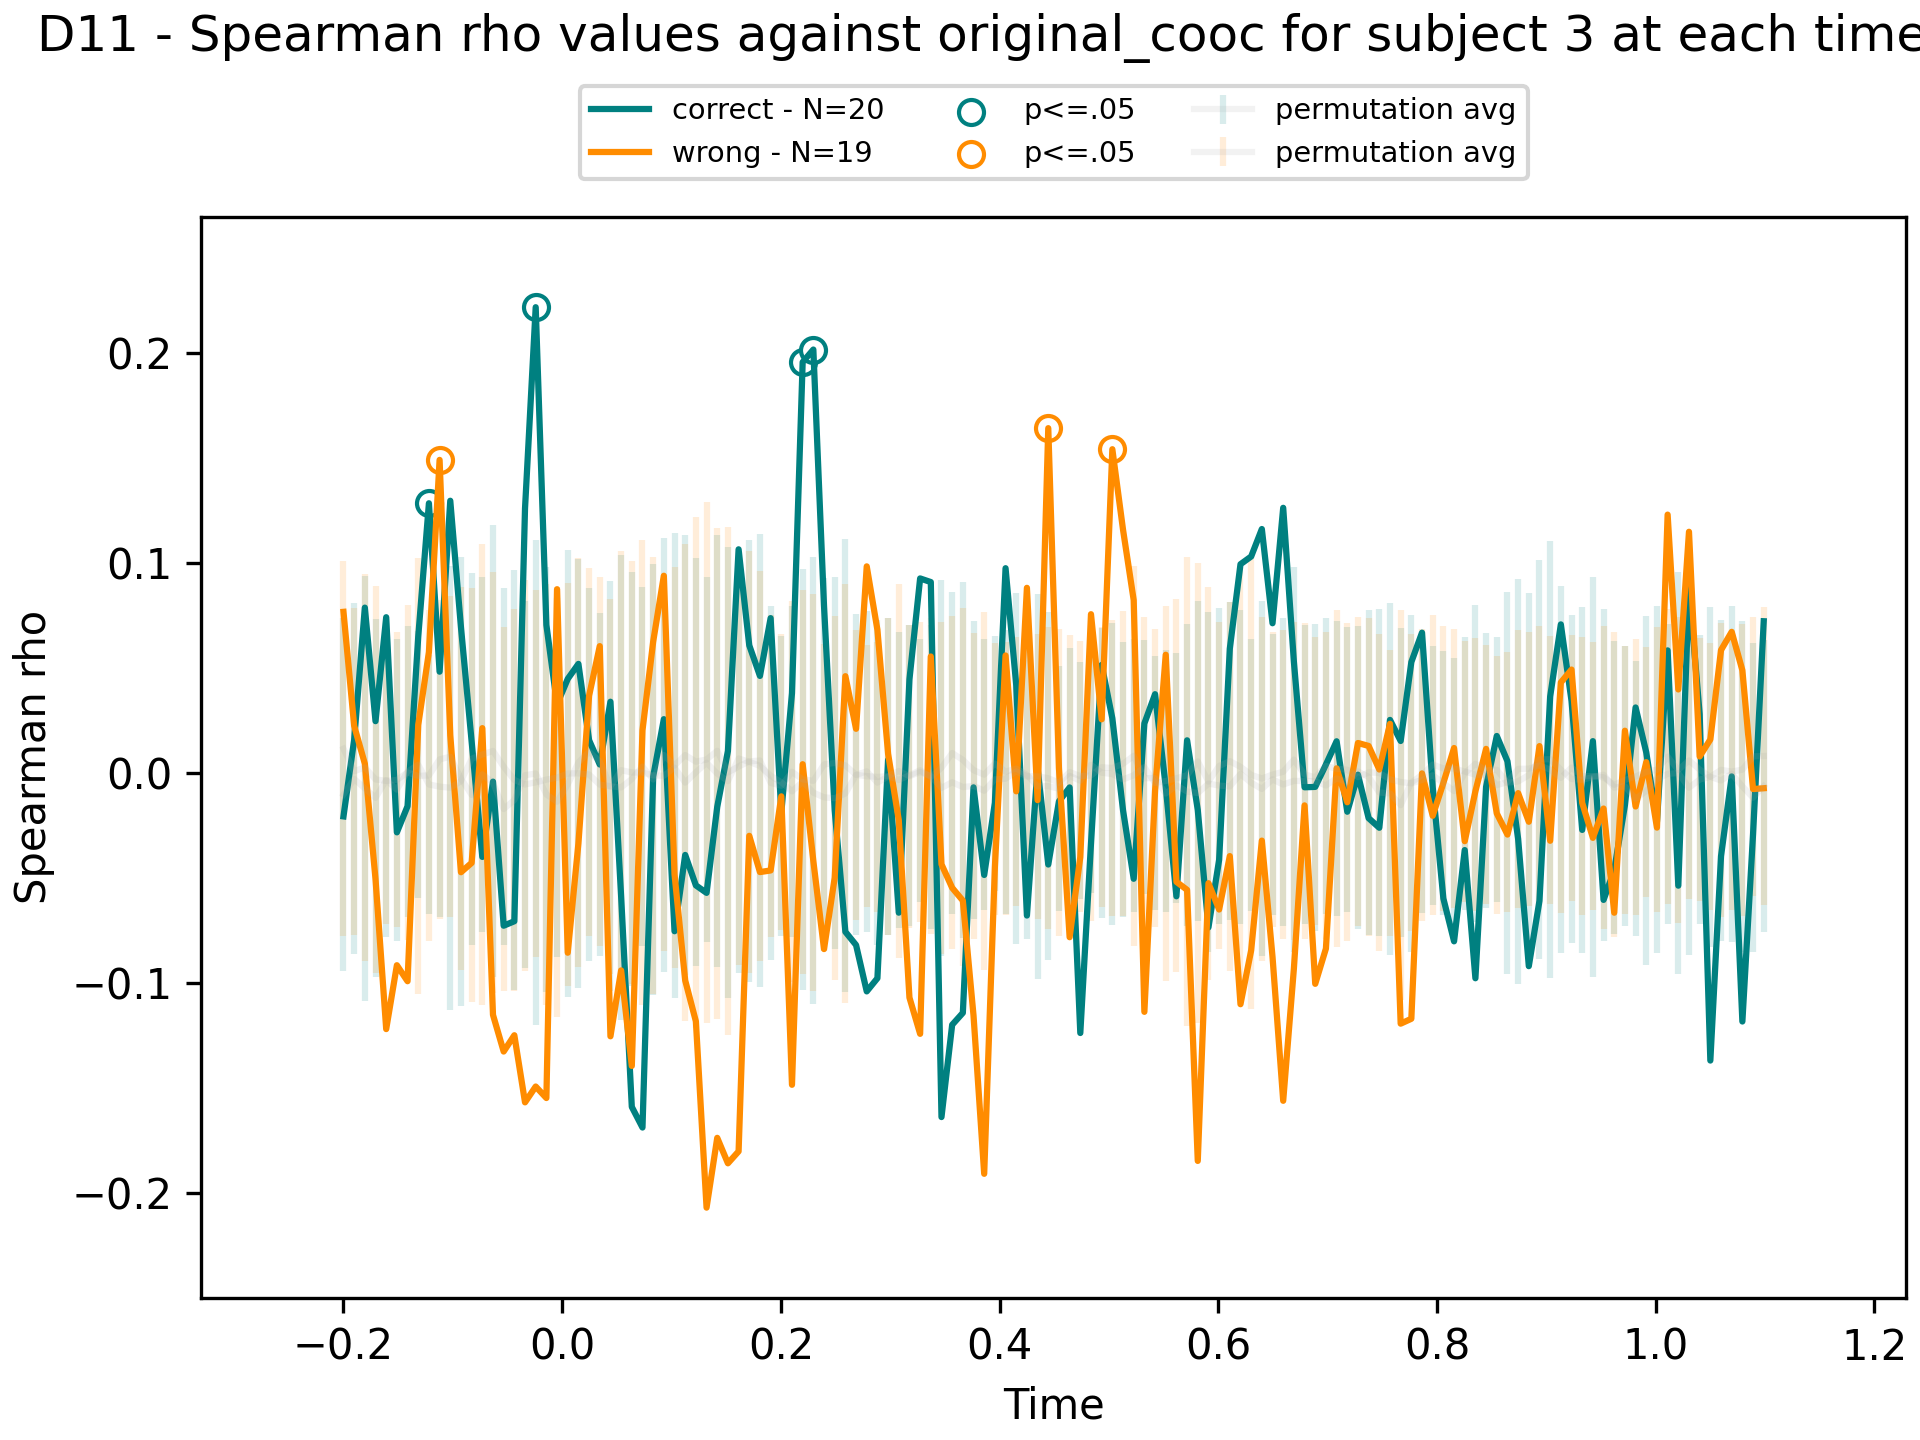 D11 - Spearman rho values against original_cooc for subject 3 at each time
correct - N=20
wrong - N=19
p<=.05
p<=.05
permutation avg
permutation avg
Spearman rho
0.2
0.1
0.0
−0.1
−0.2
−0.2 0.0 0.2 0.4 0.6 0.8 1.0 1.2
Time